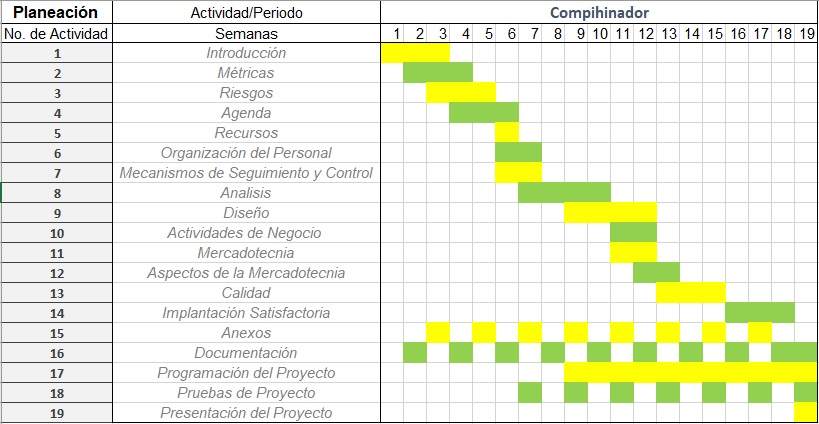 Planeación Actividad/Periodo Compihinador
No. de Actividad Semanas 1 2 3 4 5 6 7 8 9 10 11 12 13 14 15 16 17 18 19
1 Introducción
2 Métricas
3 Riesgos
4 Agenda
5 Recursos
6 Organización del Personal
7 Mecanismos de Seguimiento y Control
8 Analisis
9 Diseño
10 Actividades de Negocio
11 Mercadotecnia
12 Aspectos de la Mercadotecnia
13 Calidad
14 Implantación Satisfactoria
15 Anexos
16 Documentación
17 Programación del Proyecto
18 Pruebas de Proyecto
19 Presentación del Proyecto